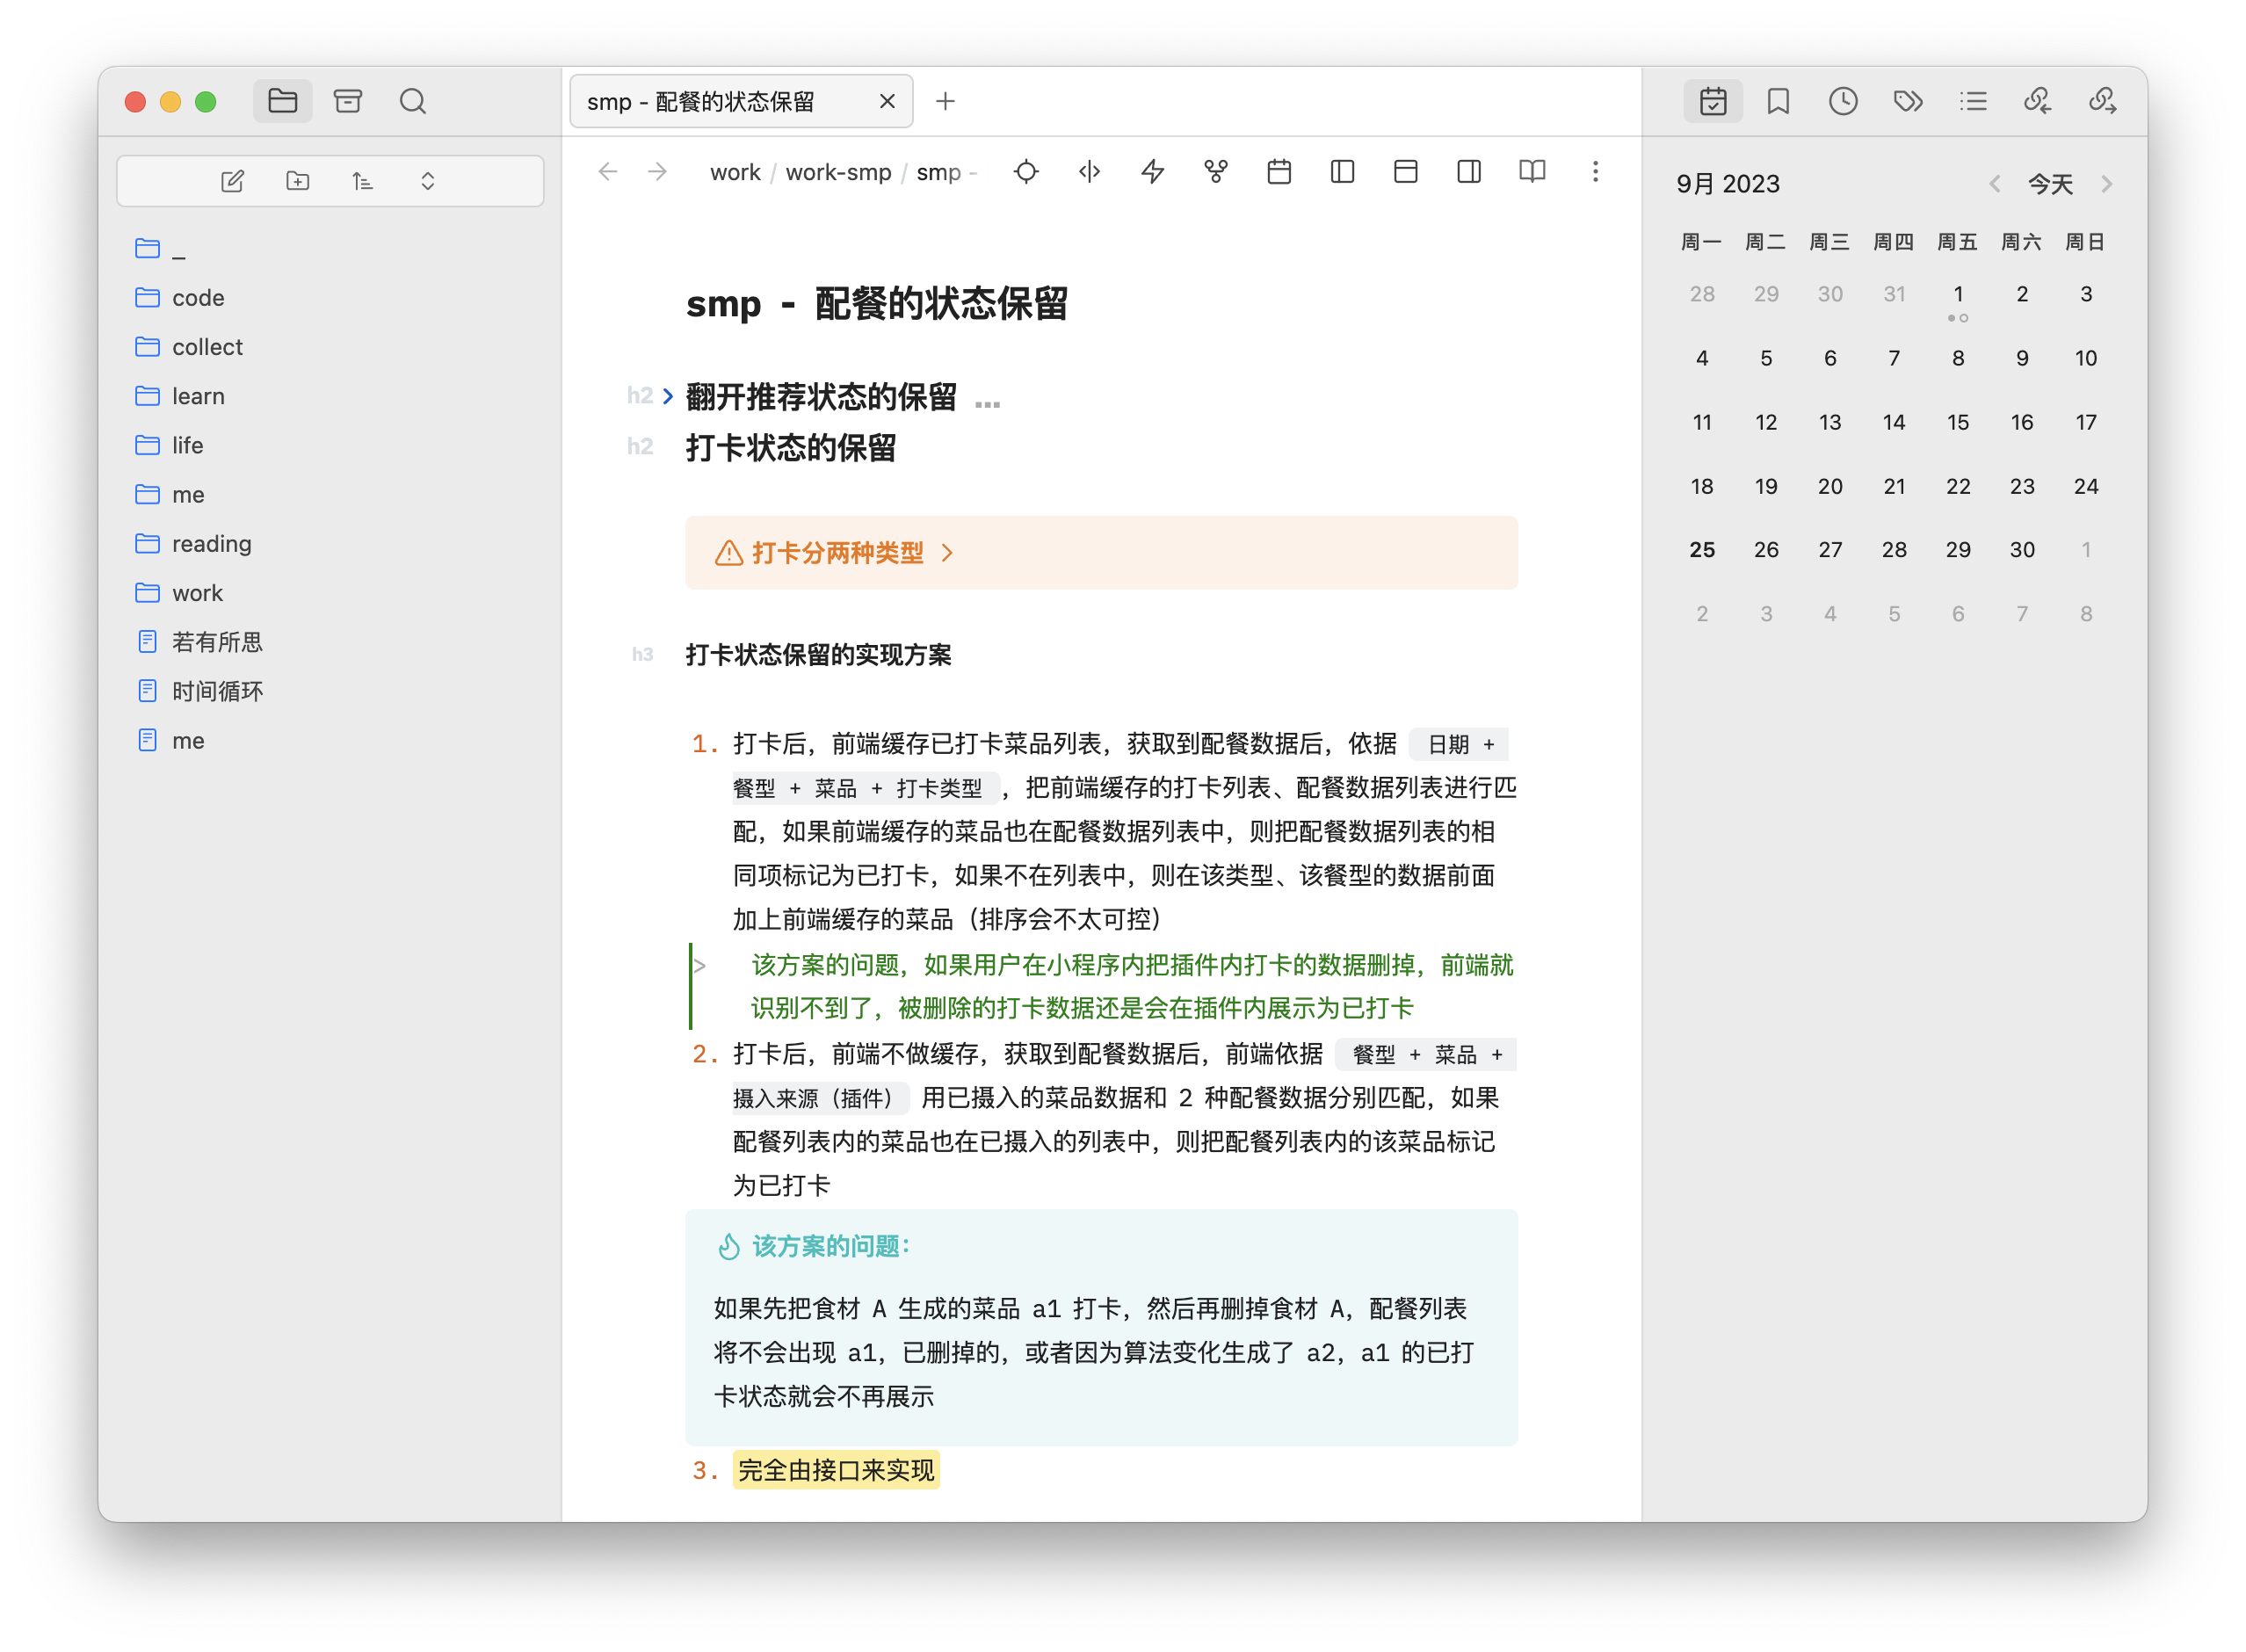 smp - 配餐的状态保留
work / work-smp / smp -
_
code
collect
learn
life
me
reading
work
若有所思
时间循环
me
smp - 配餐的状态保留
h2 翻开推荐状态的保留 ...
h2 打卡状态的保留
打卡分两种类型
h3 打卡状态保留的实现方案
1. 打卡后，前端缓存已打卡菜品列表，获取到配餐数据后，依据 日期 +
餐型 + 菜品 + 打卡类型 ，把前端缓存的打卡列表、配餐数据列表进行匹
配，如果前端缓存的菜品也在配餐数据列表中，则把配餐数据列表的相
同项标记为已打卡，如果不在列表中，则在该类型、该餐型的数据前面
加上前端缓存的菜品（排序会不太可控）
> 该方案的问题，如果用户在小程序内把插件内打卡的数据删掉，前端就
识别不到了，被删除的打卡数据还是会在插件内展示为已打卡
2. 打卡后，前端不做缓存，获取到配餐数据后，前端依据 餐型 + 菜品 +
摄入来源（插件） 用已摄入的菜品数据和 2 种配餐数据分别匹配，如果
配餐列表内的菜品也在已摄入的列表中，则把配餐列表内的该菜品标记
为已打卡
该方案的问题：
如果先把食材 A 生成的菜品 a1 打卡，然后再删掉食材 A，配餐列表
将不会出现 a1，已删掉的，或者因为算法变化生成了 a2，a1 的已打
卡状态就会不再展示
3. 完全由接口来实现
9月 2023 今天
周一 周二 周三 周四 周五 周六 周日
28 29 30 31 1 2 3
4 5 6 7 8 9 10
11 12 13 14 15 16 17
18 19 20 21 22 23 24
25 26 27 28 29 30 1
2 3 4 5 6 7 8